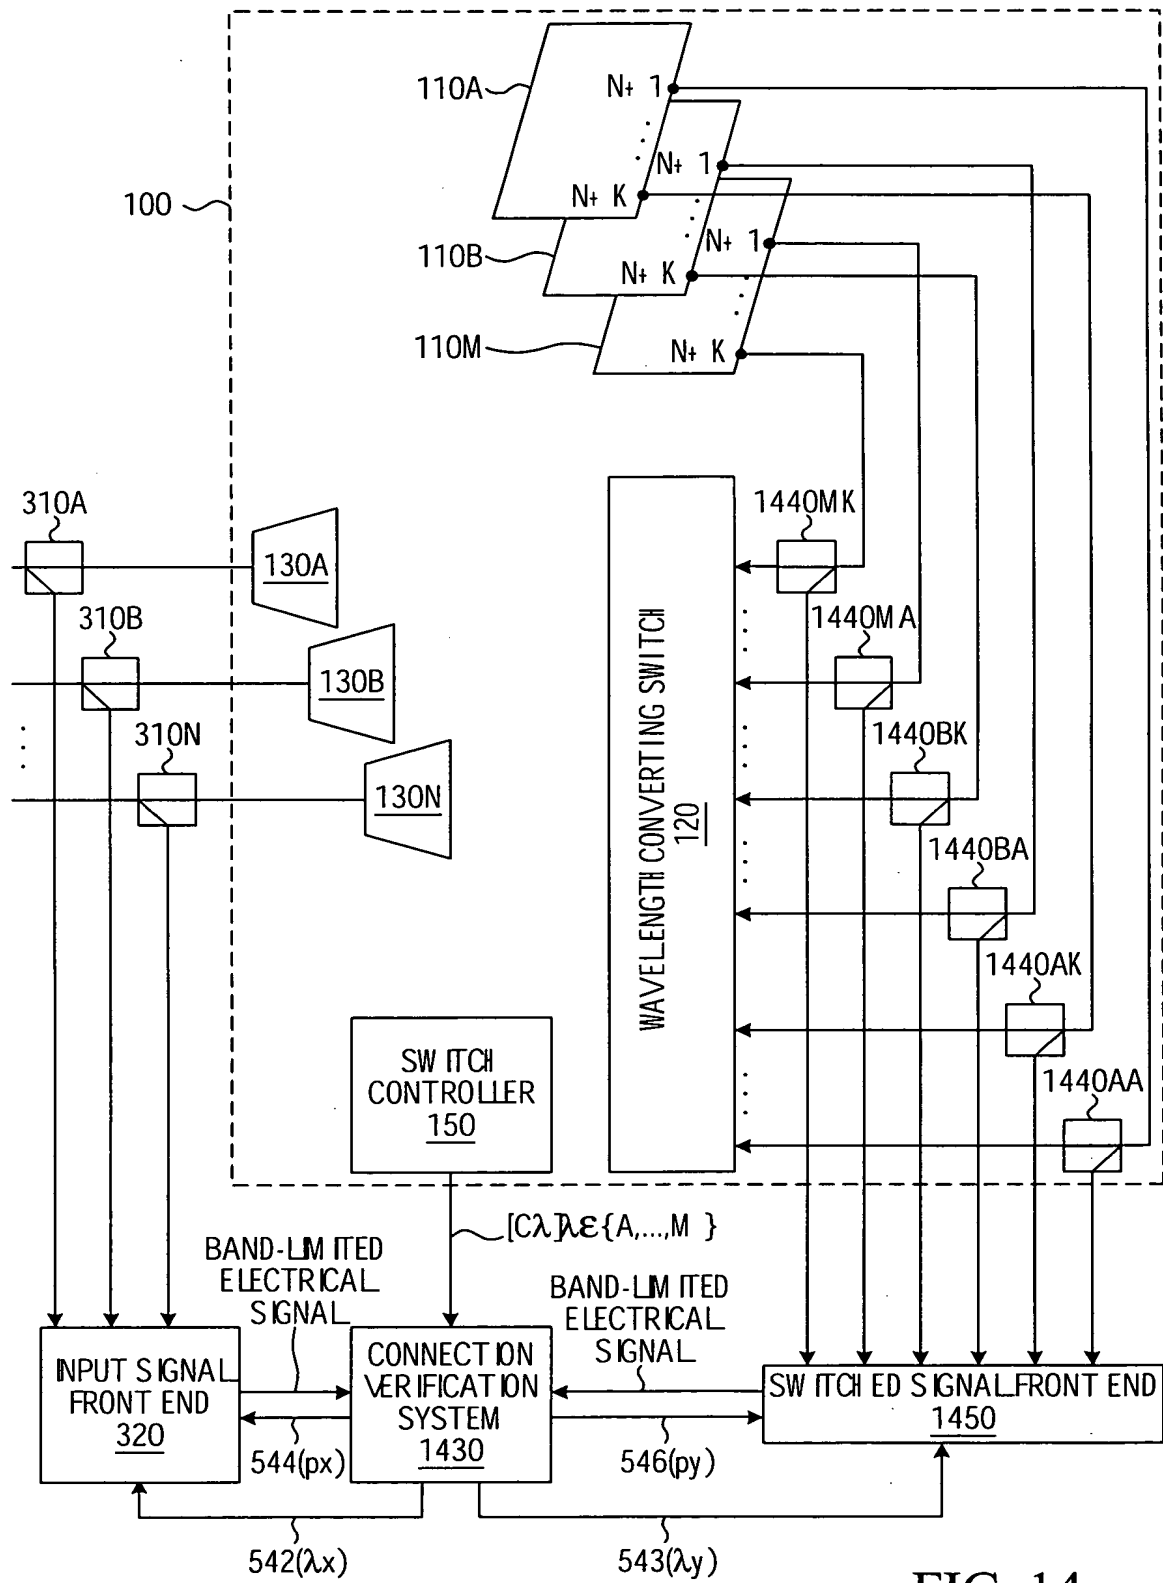 110A
N+ 1
N+ K
100
110B
N+ 1
N+ K
110M
N+ 1
N+ K
310A
130A
310B
130B
310N
130N
WAVELENGTH CONVERTING SWITCH
120
1440MK
1440MA
1440BK
1440BA
1440AK
1440AA
SWITCH
CONTROLLER
150
[Cλ]λε{A,...,M }
BAND-LIMITED
ELECTRICAL
SIGNAL
BAND-LIMITED
ELECTRICAL
SIGNAL
INPUT SIGNAL
FRONT END
320
CONNECTION
VERIFICATION
SYSTEM
1430
SWITCHED SIGNAL FRONT END
1450
544(px)
546(py)
542(λx)
543(λy)
FIG. 14